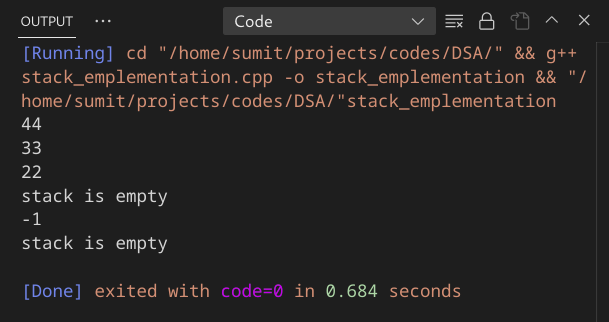 OUTPUT ··· Code
[Running] cd "/home/sumit/projects/codes/DSA/" && g++
stack_emplementation.cpp -o stack_emplementation && "/
home/sumit/projects/codes/DSA/"stack_emplementation
44
33
22
stack is empty
-1
stack is empty
[Done] exited with code=0 in 0.684 seconds